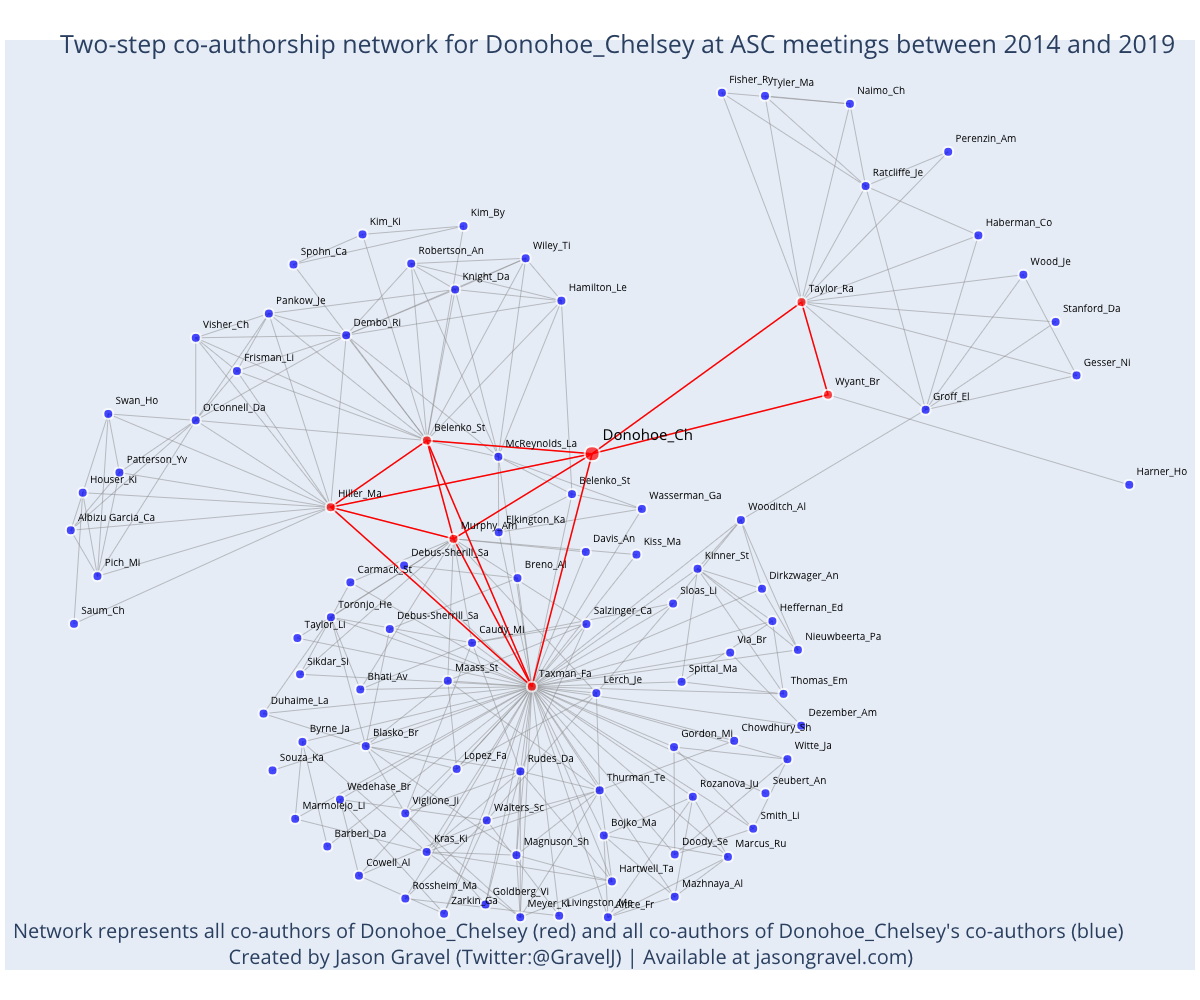 Two-step co-authorship network for Donohoe_Chelsey at ASC meetings between 2014 and 2019
Fisher_Ry
Tyler_Ma
Naimo_Ch
Perenzin_Am
Ratcliffe_Je
Kim_By
Kim_Ki
Haberman_Co
Wiley_Ti
Robertson_An
Spohn_Ca
Wood_Je
Knight_Da
Hamilton_Le
Taylor_Ra
Pankow_Je
Stanford_Da
Dembo_Ri
Visher_Ch
Frisman_Li
Gesser_Ni
Wyant_Br
Groff_El
Swan_Ho
O'Connell_Da
Belenko_St
Donohoe_Ch
McReynolds_La
Patterson_Yv
Harner_Ho
Houser_Ki
Belenko_St
Hiller_Ma
Wasserman_Ga
Wooditch_Al
Albizu Garcia_Ca
Elkington_Ka
Murphy_Am
Davis_An
Kiss_Ma
Debus-Sherill_Sa
Kinner_St
Pich_Mi
Breno_Al
Carmack_St
Dirkzwager_An
Sloas_Li
Toronjo_He
Heffernan_Ed
Saum_Ch
Debus-Sherrill_Sa
Salzinger_Ca
Taylor_Li
Caudy_Mi
Nieuwbeerta_Pa
Via_Br
Sikdar_Si
Maass_St
Taxman_Fa
Spittal_Ma
Bhati_Av
Lerch_Je
Thomas_Em
Duhaime_La
Dezember_Am
Byrne_Ja
Chowdhury_Sh
Blasko_Br
Gordon_Mi
Witte_Ja
Souza_Ka
Lopez_Fa
Rudes_Da
Thurman_Te
Rozanova_Ju
Seubert_An
Wedehase_Br
Viglione_Ji
Marmolejo_Li
Walters_Sc
Smith_Li
Bojko_Ma
Barberi_Da
Kras_Ki
Magnuson_Sh
Doody_Se
Marcus_Ru
Cowell_Al
Hartwell_Ta
Rossheim_Ma
Mazhnaya_Al
Goldberg_Vi
Zarkin_Ga
Meyer_Ki
Livingston_Me
Altice_Fr
Network represents all co-authors of Donohoe_Chelsey (red) and all co-authors of Donohoe_Chelsey's co-authors (blue)
Created by Jason Gravel (Twitter:@GravelJ) | Available at jasongravel.com)